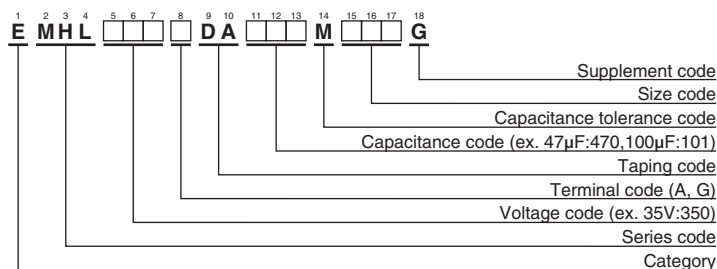 1 2 3 4 5 6 7 8 9 10 11 12 13 14 15 16 17 18
E M H L D A M G
Supplement code
Size code
Capacitance tolerance code
Capacitance code (ex. 47μF:470,100μF:101)
Taping code
Terminal code (A, G)
Voltage code (ex. 35V:350)
Series code
Category